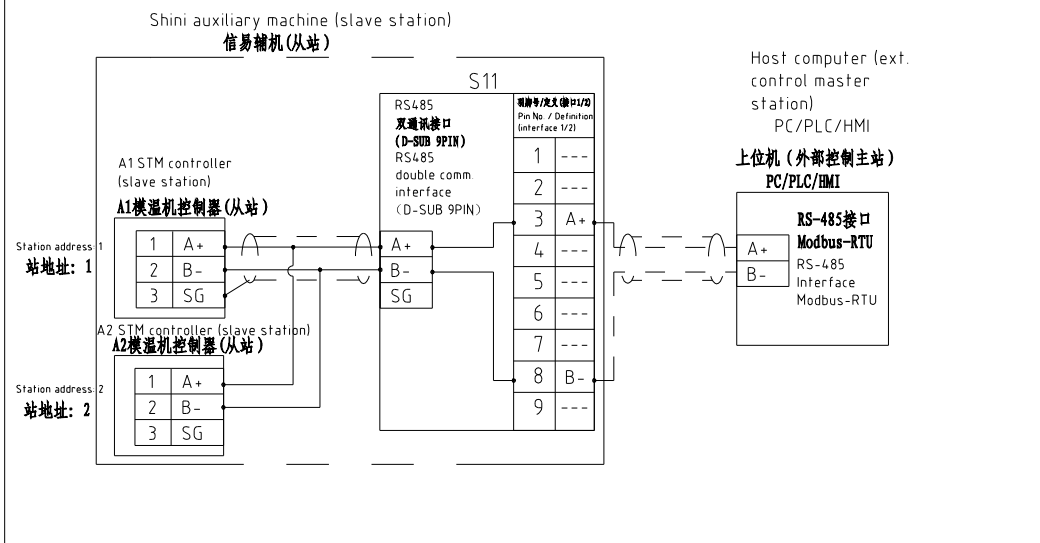 Shini auxiliary machine (slave station)
信易辅机(从站)
Host computer (ext.
control master
station)
PC/PLC/HMI
上位机（外部控制主站）
PC/PLC/HMI
S11
RS485
双通讯接口
(D-SUB 9PIN)
RS485
double comm.
interface
（D-SUB 9PIN）
A+
B-
SG
Pin No. / Definition
(interface 1/2)
1 ---
2 ---
3 A+
4 ---
5 ---
6 ---
7 ---
8 B-
9 ---
A1 STM controller
(slave station)
A1模温机控制器(从站)
Station address: 1
站地址: 1
1 A+
2 B-
3 SG
A2 STM controller (slave station)
A2模温机控制器(从站)
Station address: 2
站地址: 2
1 A+
2 B-
3 SG
A+
B-
RS-485接口
Modbus-RTU
RS-485
Interface
Modbus-RTU